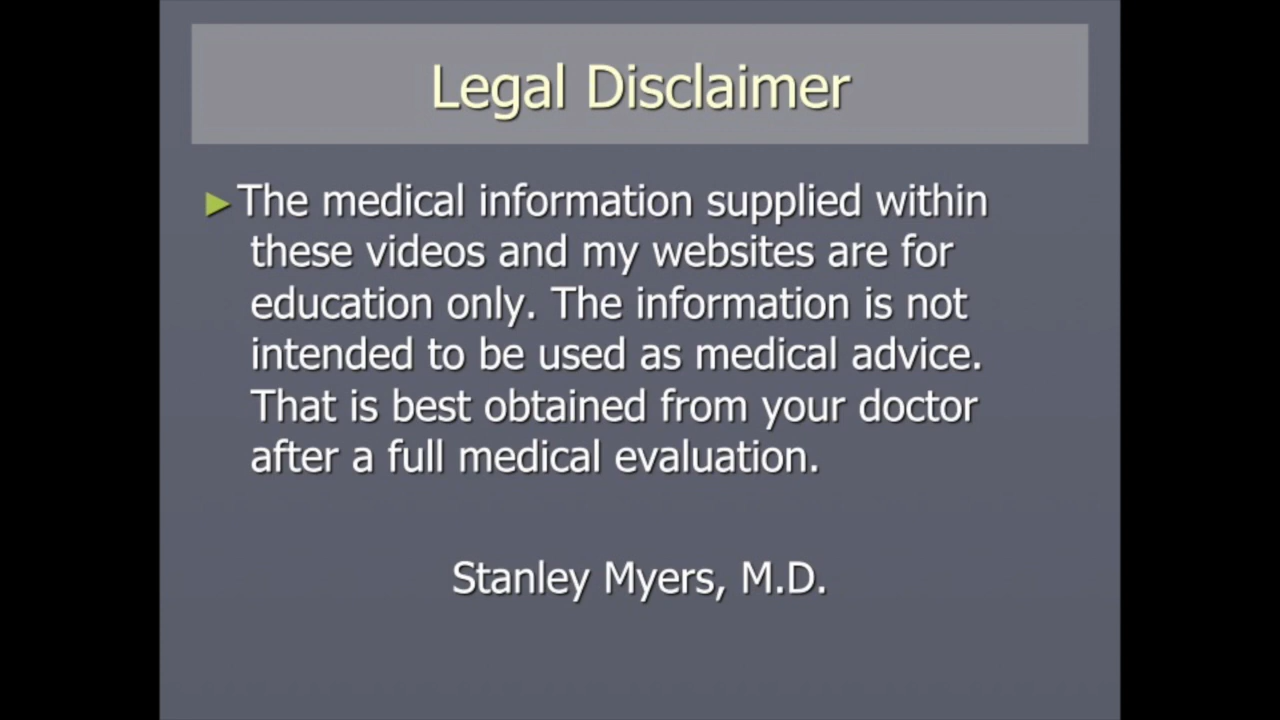 Legal Disclaimer
►The medical information supplied within
these videos and my websites are for
education only. The information is not
intended to be used as medical advice.
That is best obtained from your doctor
after a full medical evaluation.
Stanley Myers, M.D.